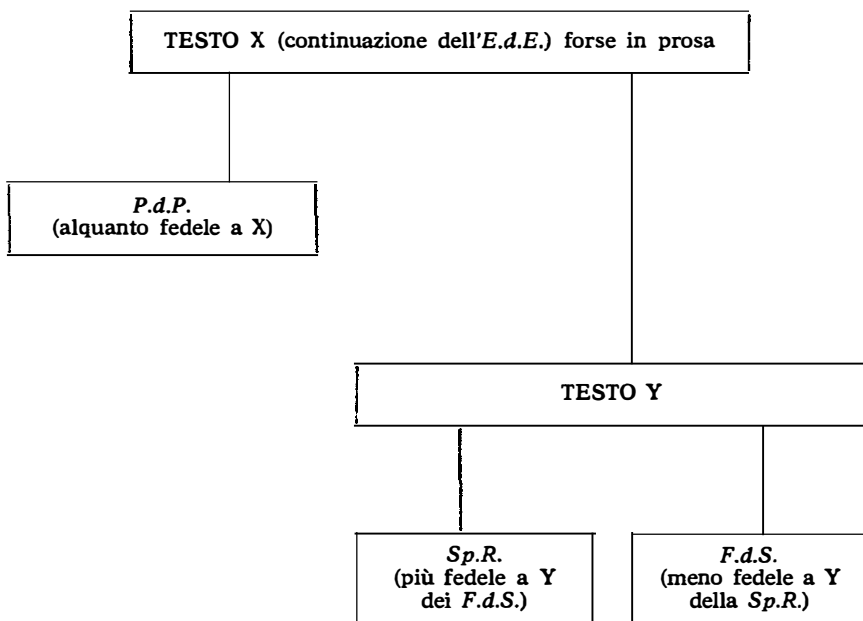 TESTO X (continuazione dell'E.d.E.) forse in prosa
P.d.P.
(alquanto fedele a X)
TESTO Y
Sp.R.
(più fedele a Y
dei F.d.S.)
F.d.S.
(meno fedele a Y
della Sp.R.)